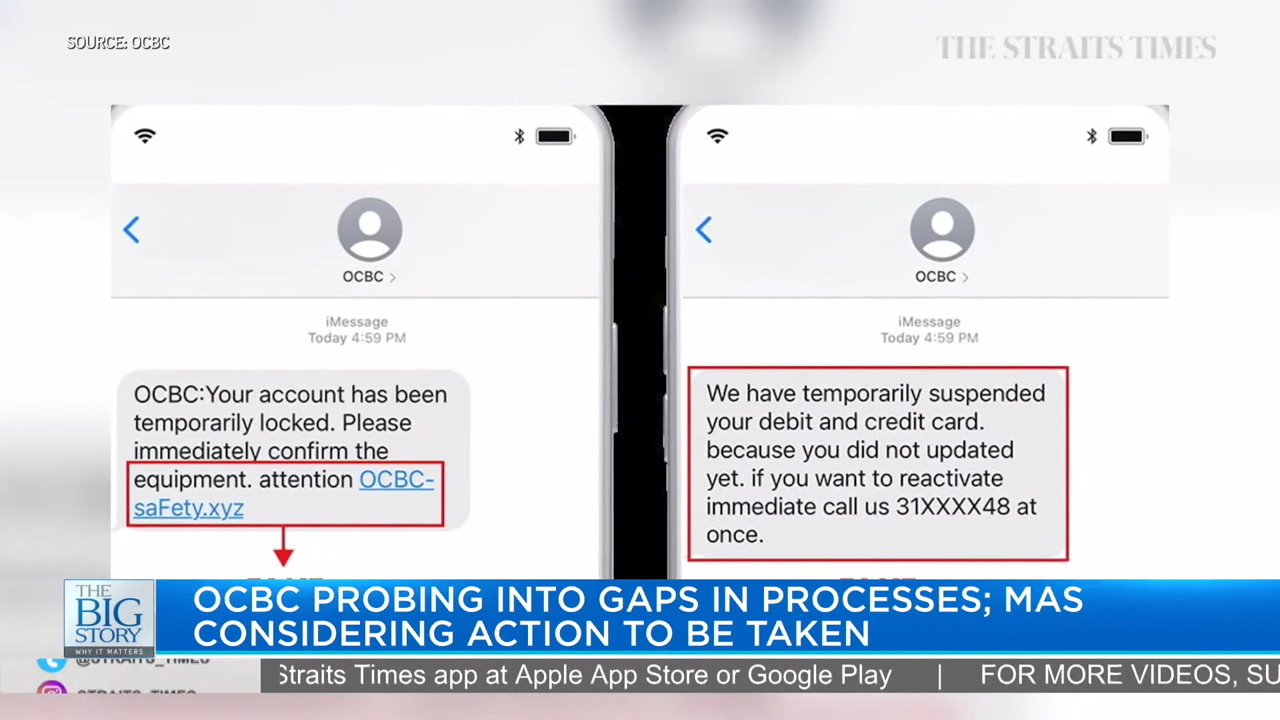 SOURCE: OCBC
THE STRAITS TIMES
OCBC
iMessage
Today 4:59 PM
OCBC:Your account has been
temporarily locked. Please
immediately confirm the
equipment. attention OCBC-
saFety.xyz
OCBC
iMessage
Today 4:59 PM
We have temporarily suspended
your debit and credit card.
because you did not updated
yet. if you want to reactivate
immediate call us 31XXXX48 at
once.
THE
BIG
STORY
WHY IT MATTERS
OCBC PROBING INTO GAPS IN PROCESSES; MAS
CONSIDERING ACTION TO BE TAKEN
@STRAITS_TIMES
STRAITS_TIMES
Straits Times app at Apple App Store or Google Play | FOR MORE VIDEOS, SU